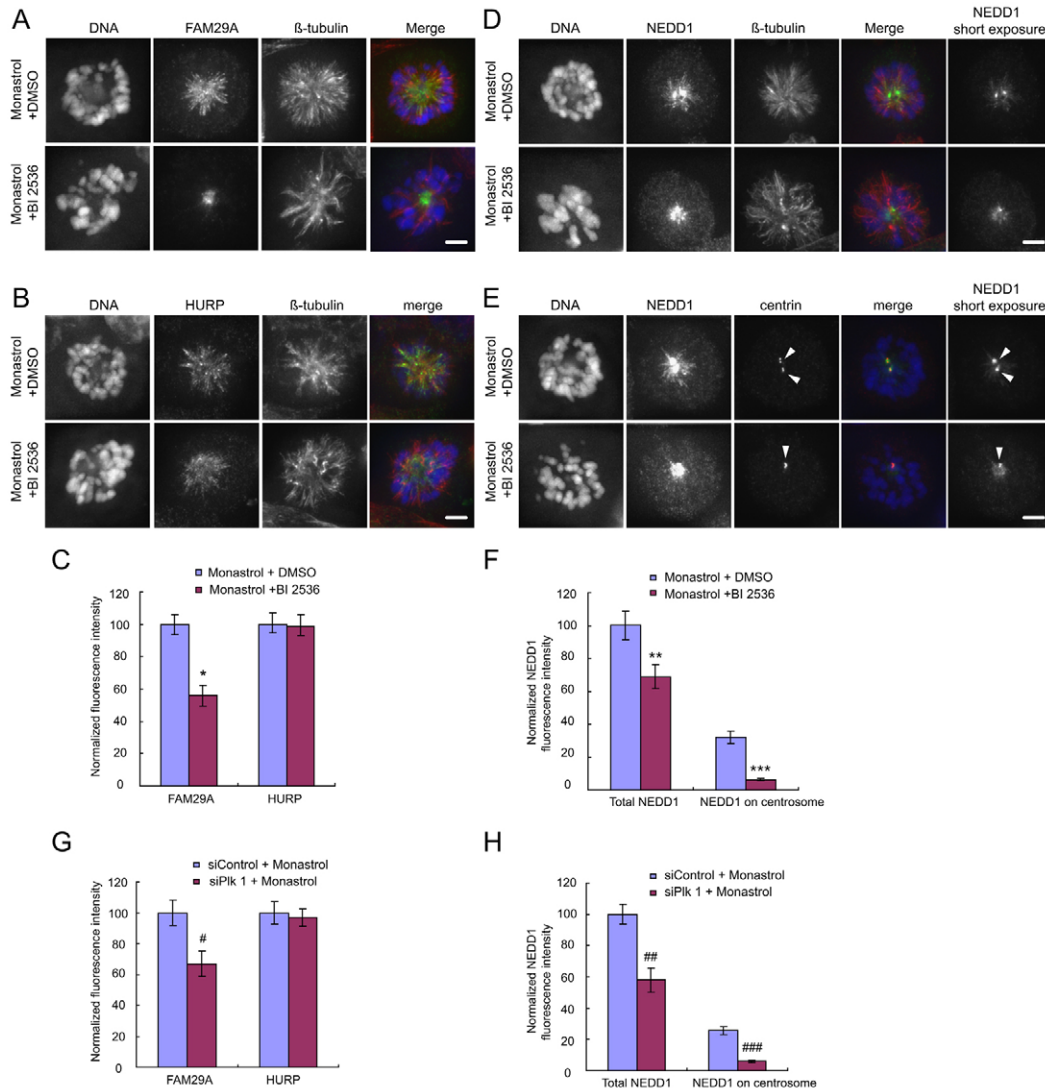 A
DNA
FAM29A
ß-tubulin
Merge
Monastrol
+DMSO
Monastrol
+BI 2536
D
DNA
NEDD1
ß-tubulin
Merge
NEDD1
short exposure
Monastrol
+DMSO
Monastrol
+BI 2536
B
DNA
HURP
ß-tubulin
merge
Monastrol
+DMSO
Monastrol
+BI 2536
E
DNA
NEDD1
centrin
merge
NEDD1
short exposure
Monastrol
+DMSO
Monastrol
+BI 2536
C
Monastrol + DMSO
Monastrol +BI 2536
Normalized fluorescence intensity
120
100
80
60
40
20
0
*
FAM29A
HURP
F
Monastrol + DMSO
Monastrol +BI 2536
Normalized NEDD1
fluorescence intensity
120
100
80
60
40
20
0
**
***
Total NEDD1
NEDD1 on centrosome
G
siControl + Monastrol
siPlk 1 + Monastrol
Normalized fluorescence intensity
120
100
80
60
40
20
0
#
FAM29A
HURP
H
siControl + Monastrol
siPlk 1 + Monastrol
Normalized NEDD1
fluorescence intensity
120
100
80
60
40
20
0
##
###
Total NEDD1
NEDD1 on centrosome